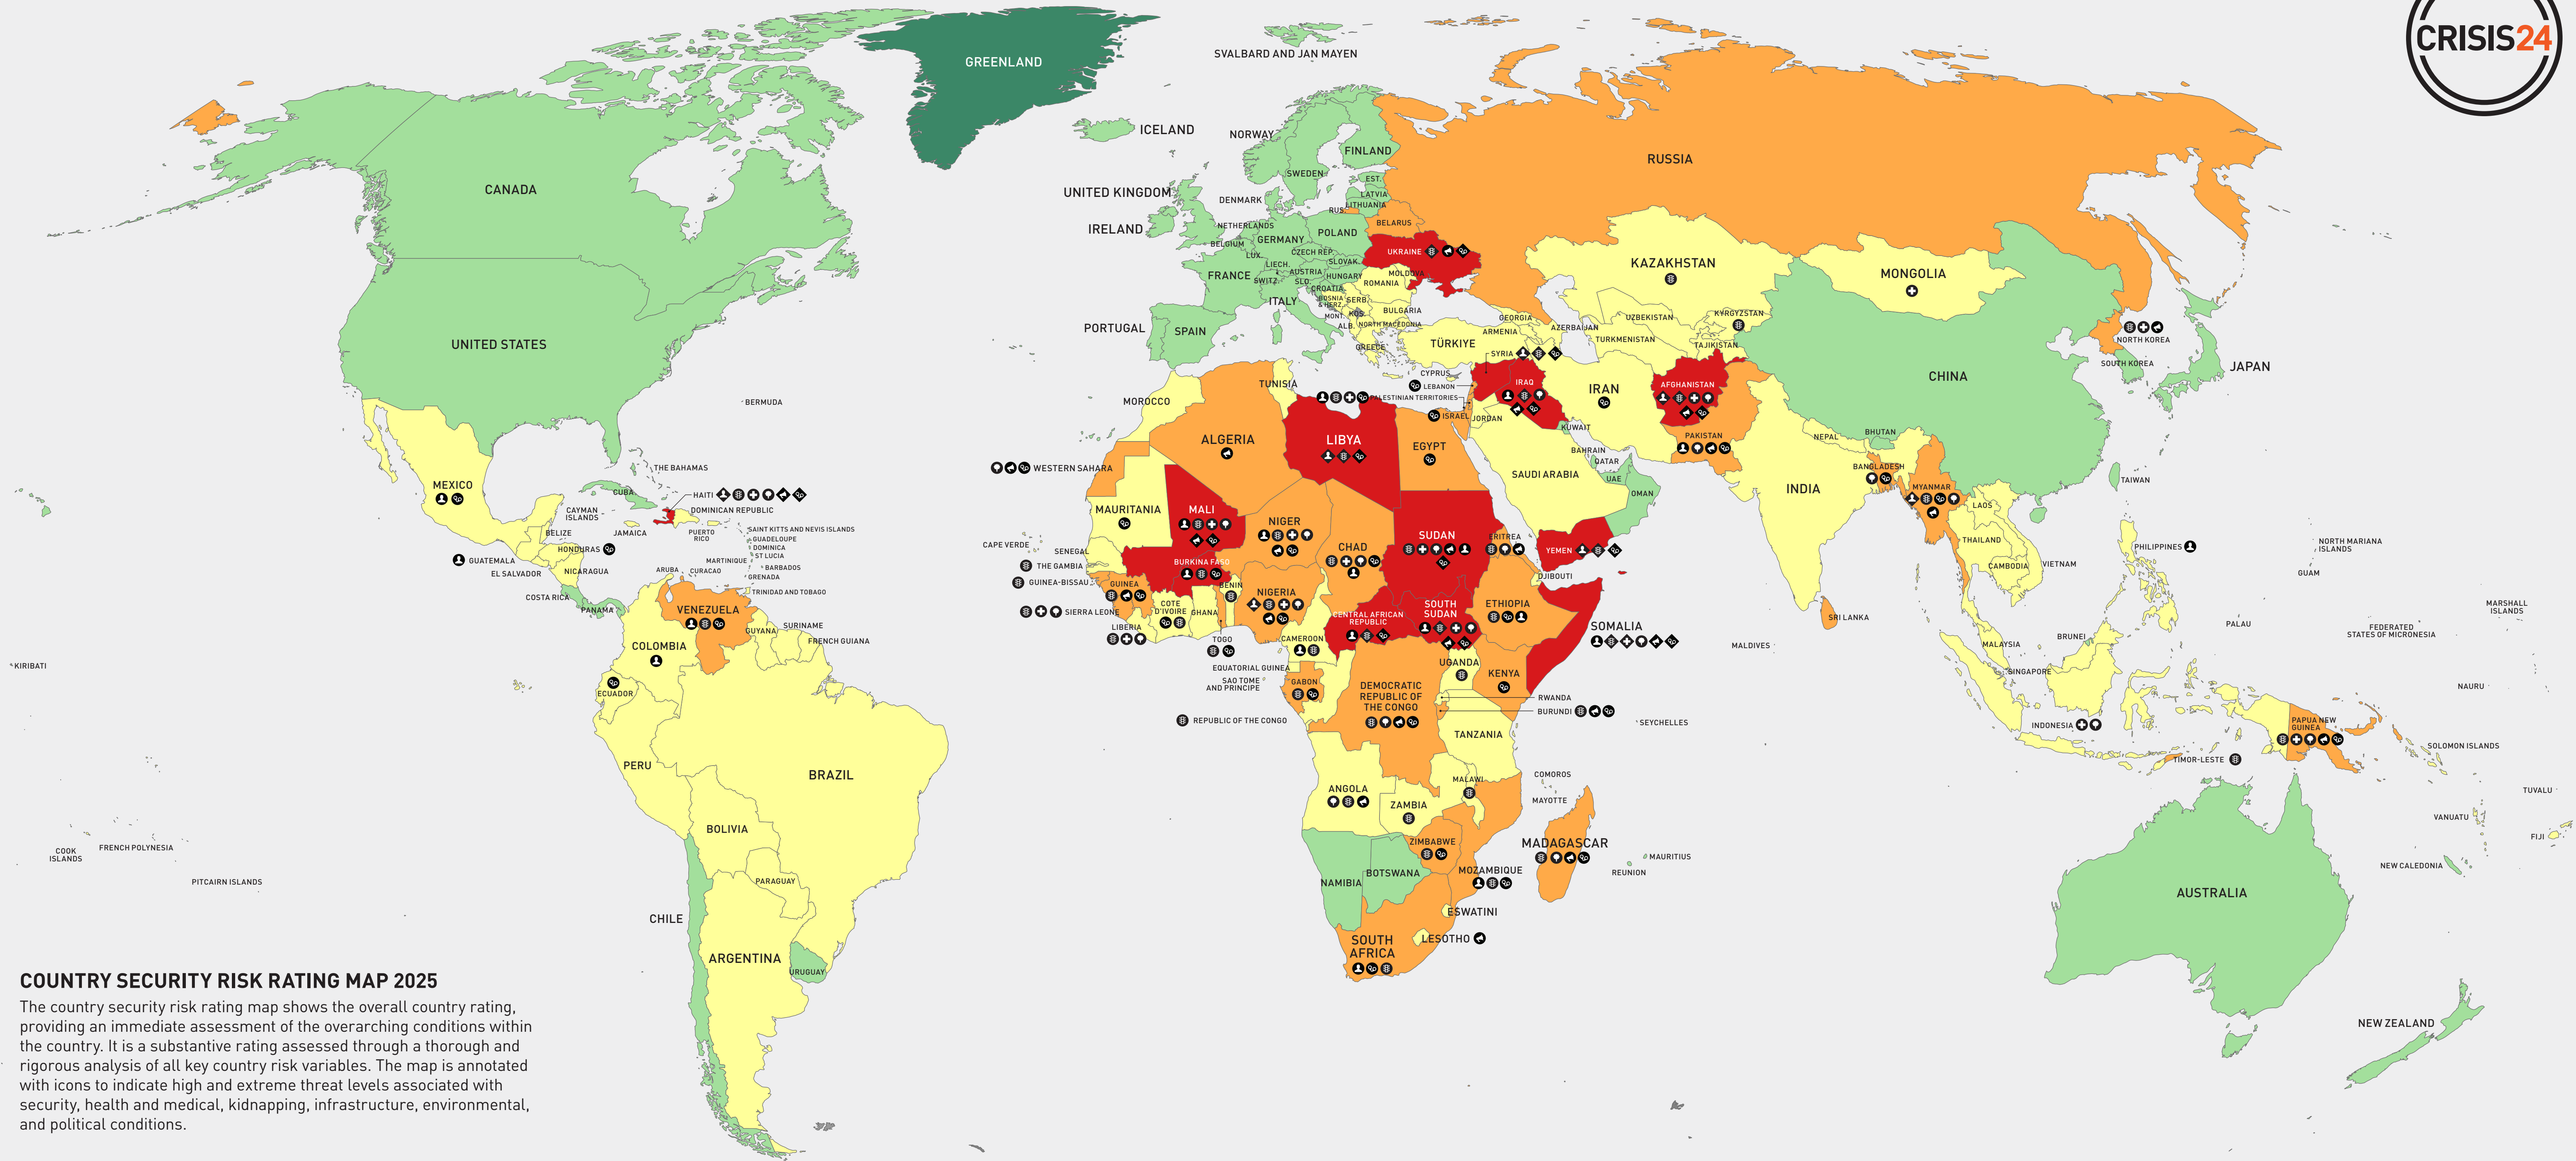 CRISIS24
GREENLAND
SVALBARD AND JAN MAYEN
ICELAND
NORWAY
FINLAND
SWEDEN
RUSSIA
CANADA
UNITED KINGDOM
EST.
LATVIA
LITHUANIA
DENMARK
RUS.
IRELAND
NETHERLANDS
BELARUS
BELGIUM
GERMANY
POLAND
LUX.
CZECH REP.
UKRAINE
LIECH.
SLOVAK.
FRANCE
SWITZ.
AUSTRIA
HUNGARY
MOLDOVA
SLO.
ROMANIA
CROATIA
ITALY
BOSNIA
& HERZ.
SERB.
MONT.
KOS.
BULGARIA
ALB.
NORTH MACEDONIA
PORTUGAL
SPAIN
GREECE
TÜRKIYE
KAZAKHSTAN
MONGOLIA
GEORGIA
ARMENIA
AZERBAIJAN
UZBEKISTAN
KYRGYZSTAN
TURKMENISTAN
TAJIKISTAN
NORTH KOREA
SOUTH KOREA
JAPAN
CHINA
UNITED STATES
BERMUDA
SYRIA
CYPRUS
LEBANON
PALESTINIAN TERRITORIES
ISRAEL
JORDAN
IRAQ
IRAN
AFGHANISTAN
KUWAIT
PAKISTAN
NEPAL
BHUTAN
BAHRAIN
QATAR
UAE
OMAN
SAUDI ARABIA
BANGLADESH
INDIA
MYANMAR
TAIWAN
LAOS
THAILAND
CAMBODIA
VIETNAM
PHILIPPINES
NORTH MARIANA
ISLANDS
GUAM
TUNISIA
MOROCCO
ALGERIA
LIBYA
EGYPT
WESTERN SAHARA
MAURITANIA
MALI
NIGER
CHAD
SUDAN
ERITREA
YEMEN
DJIBOUTI
CAPE VERDE
SENEGAL
THE GAMBIA
GUINEA-BISSAU
GUINEA
BURKINA FASO
BENIN
NIGERIA
SIERRA LEONE
LIBERIA
COTE
D'IVOIRE
GHANA
TOGO
CAMEROON
CENTRAL AFRICAN
REPUBLIC
SOUTH
SUDAN
ETHIOPIA
SOMALIA
EQUATORIAL GUINEA
SAO TOME
AND PRINCIPE
GABON
REPUBLIC OF THE CONGO
DEMOCRATIC
REPUBLIC OF
THE CONGO
UGANDA
KENYA
RWANDA
BURUNDI
TANZANIA
SEYCHELLES
MALDIVES
SRI LANKA
MEXICO
THE BAHAMAS
CUBA
HAITI
DOMINICAN REPUBLIC
CAYMAN
ISLANDS
JAMAICA
PUERTO
RICO
SAINT KITTS AND NEVIS ISLANDS
GUADELOUPE
DOMINICA
ST LUCIA
MARTINIQUE
BARBADOS
GRENADA
BELIZE
HONDURAS
GUATEMALA
EL SALVADOR
NICARAGUA
ARUBA
CURACAO
COSTA RICA
PANAMA
TRINIDAD AND TOBAGO
VENEZUELA
GUYANA
SURINAME
FRENCH GUIANA
COLOMBIA
ECUADOR
PERU
BRAZIL
BOLIVIA
PARAGUAY
CHILE
ARGENTINA
URUGUAY
KIRIBATI
COOK
ISLANDS
FRENCH POLYNESIA
PITCAIRN ISLANDS
ANGOLA
ZAMBIA
MALAWI
COMOROS
MAYOTTE
ZIMBABWE
MADAGASCAR
MOZAMBIQUE
MAURITIUS
REUNION
NAMIBIA
BOTSWANA
ESWATINI
LESOTHO
SOUTH
AFRICA
BRUNEI
MALAYSIA
SINGAPORE
INDONESIA
TIMOR-LESTE
PALAU
FEDERATED
STATES OF MICRONESIA
MARSHALL
ISLANDS
NAURU
PAPUA NEW
GUINEA
SOLOMON ISLANDS
TUVALU
VANUATU
FIJI
NEW CALEDONIA
AUSTRALIA
NEW ZEALAND
COUNTRY SECURITY RISK RATING MAP 2025
The country security risk rating map shows the overall country rating,
providing an immediate assessment of the overarching conditions within
the country. It is a substantive rating assessed through a thorough and
rigorous analysis of all key country risk variables. The map is annotated
with icons to indicate high and extreme threat levels associated with
security, health and medical, kidnapping, infrastructure, environmental,
and political conditions.